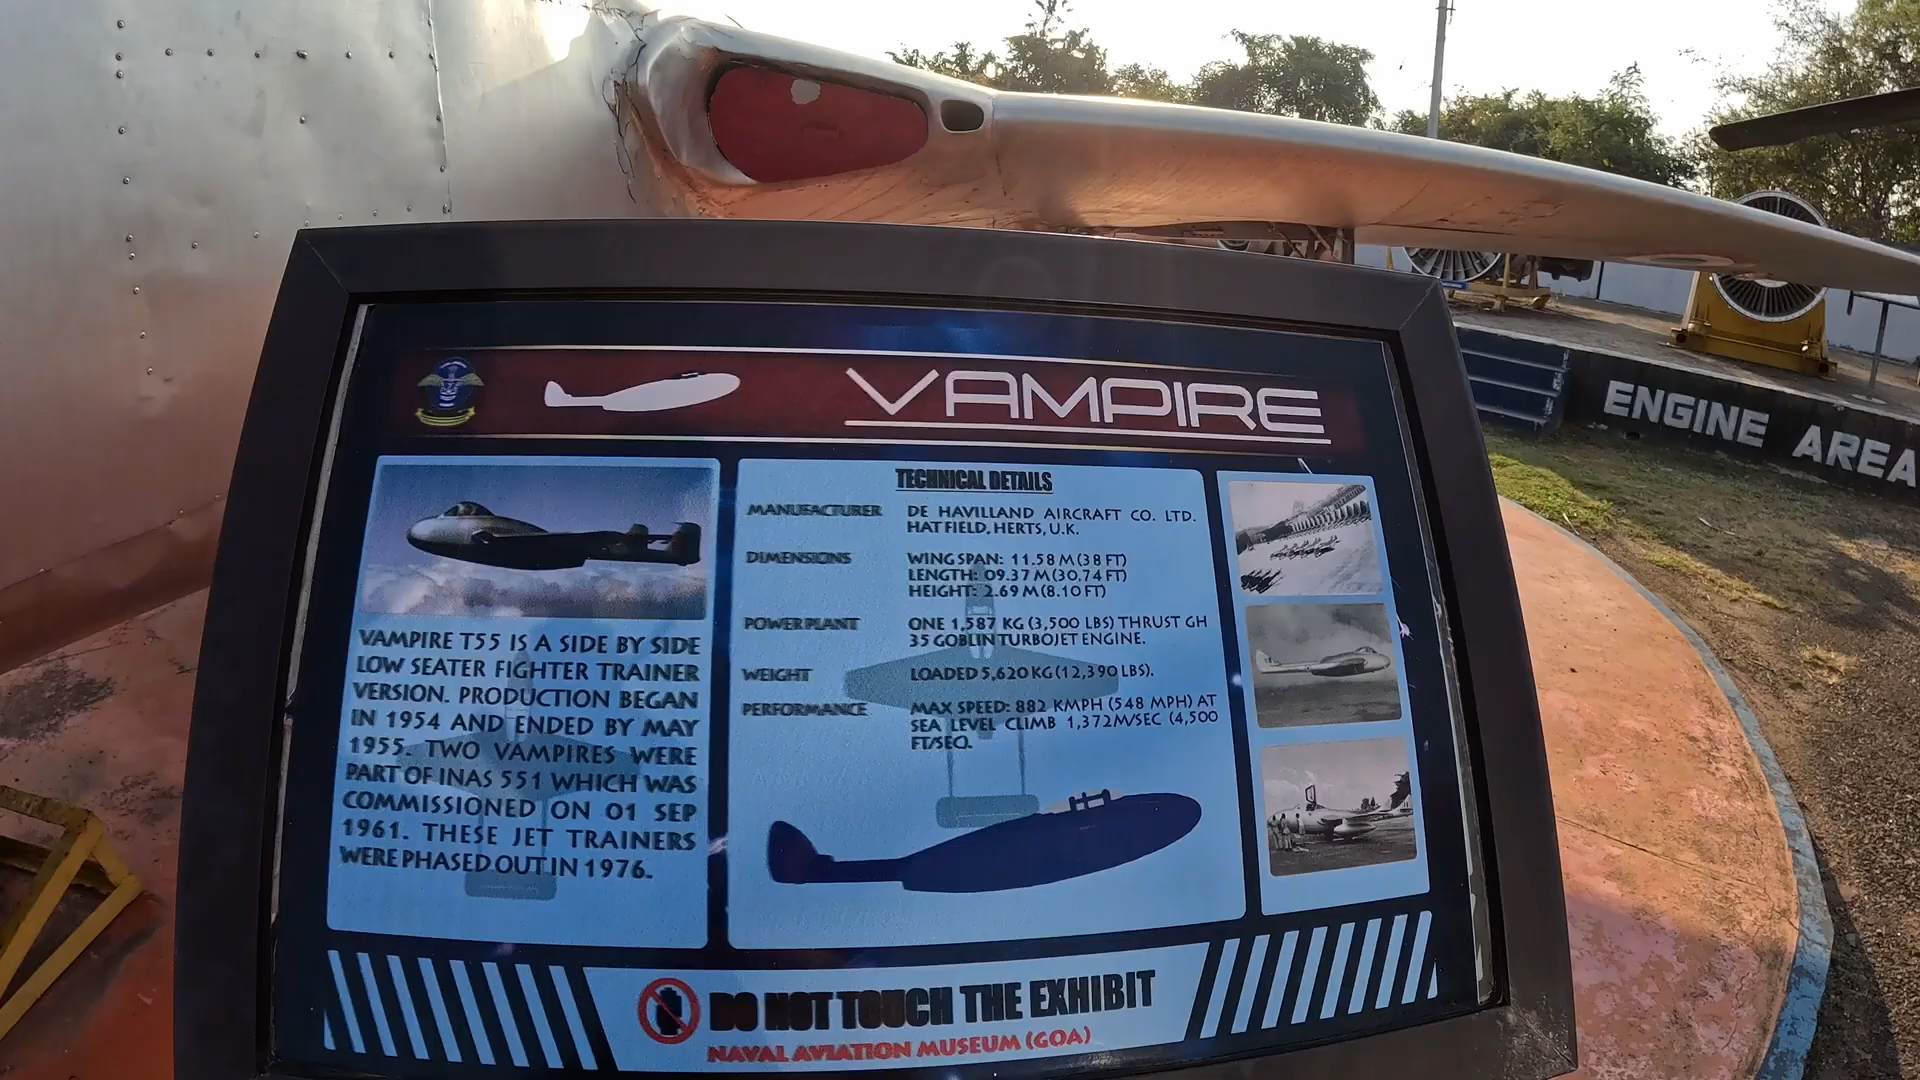 VAMPIRE
VAMPIRE T55 IS A SIDE BY SIDE
LOW SEATER FIGHTER TRAINER
VERSION. PRODUCTION BEGAN
IN 1954 AND ENDED BY MAY
1955. TWO VAMPIRES WERE
PART OF INAS 551 WHICH WAS
COMMISSIONED ON 01 SEP
1961. THESE JET TRAINERS
WERE PHASED OUT IN 1976.
TECHNICAL DETAILS
MANUFACTURER DE HAVILLAND AIRCRAFT CO. LTD.
HATFIELD, HERTS, U.K.
DIMENSIONS WING SPAN: 11.58 M (38 FT)
LENGTH: 09.37 M (30.74 FT)
HEIGHT: 2.69 M (8.10 FT)
POWER PLANT ONE 1,587 KG (3,500 LBS) THRUST GH
35 GOBLIN TURBOJET ENGINE.
WEIGHT LOADED 5,620 KG (12,390 LBS).
PERFORMANCE MAX SPEED: 882 KMPH (548 MPH) AT
SEA LEVEL CLIMB 1,372M/SEC (4,500
FT/SEC).
DO NOT TOUCH THE EXHIBIT
NAVAL AVIATION MUSEUM (GOA)
ENGINE AREA